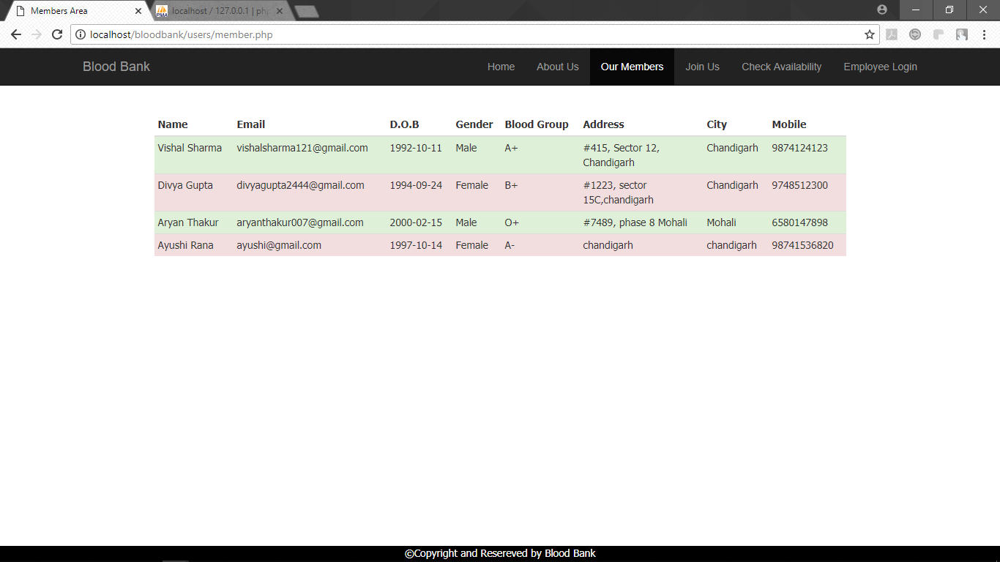 Members Area
localhost / 127.0.0.1 | php
localhost/bloodbank/users/member.php
Blood Bank Home About Us Our Members Join Us Check Availability Employee Login
Name Email D.O.B Gender Blood Group Address City Mobile
Vishal Sharma vishalsharma121@gmail.com 1992-10-11 Male A+ #415, Sector 12, Chandigarh 9874124123
Chandigarh
Divya Gupta divyagupta2444@gmail.com 1994-09-24 Female B+ #1223, sector Chandigarh 9748512300
15C,chandigarh
Aryan Thakur aryanthakur007@gmail.com 2000-02-15 Male O+ #7489, phase 8 Mohali Mohali 6580147898
Ayushi Rana ayushi@gmail.com 1997-10-14 Female A- chandigarh chandigarh 98741536820
©Copyright and Resereved by Blood Bank